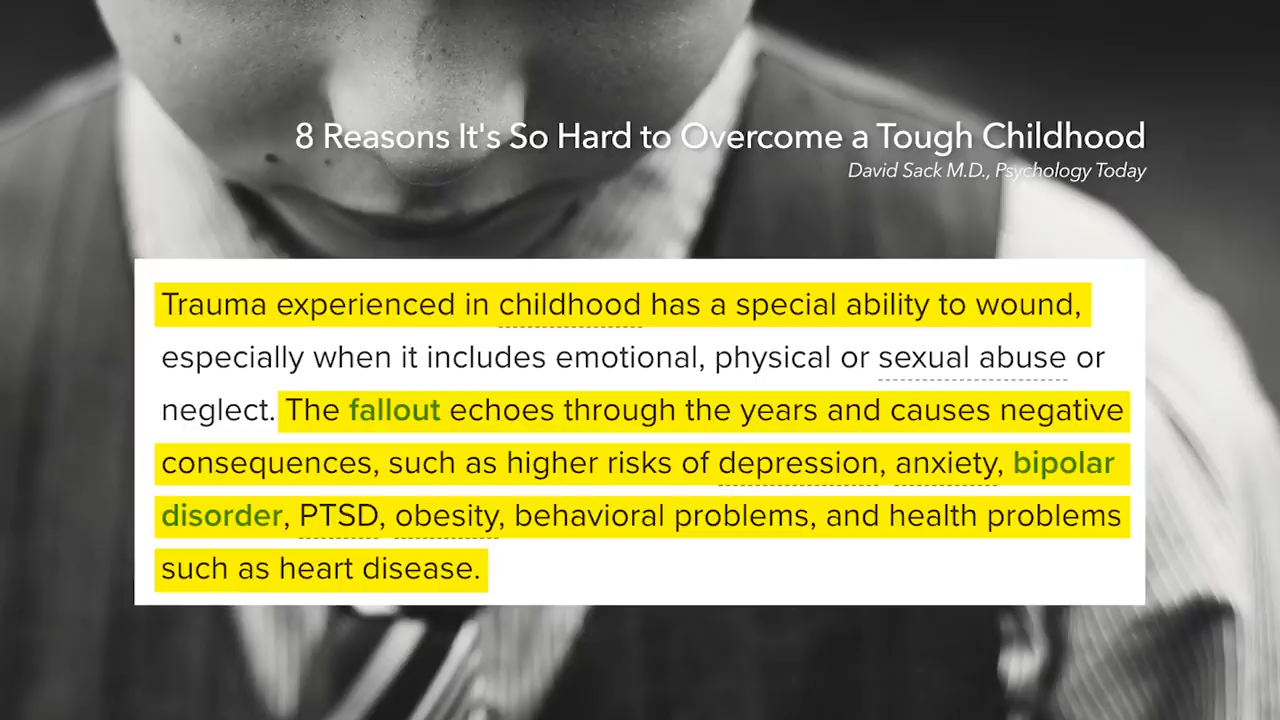 8 Reasons It's So Hard to Overcome a Tough Childhood
David Sack M.D., Psychology Today
Trauma experienced in childhood has a special ability to wound,
especially when it includes emotional, physical or sexual abuse or
neglect. The fallout echoes through the years and causes negative
consequences, such as higher risks of depression, anxiety, bipolar
disorder, PTSD, obesity, behavioral problems, and health problems
such as heart disease.